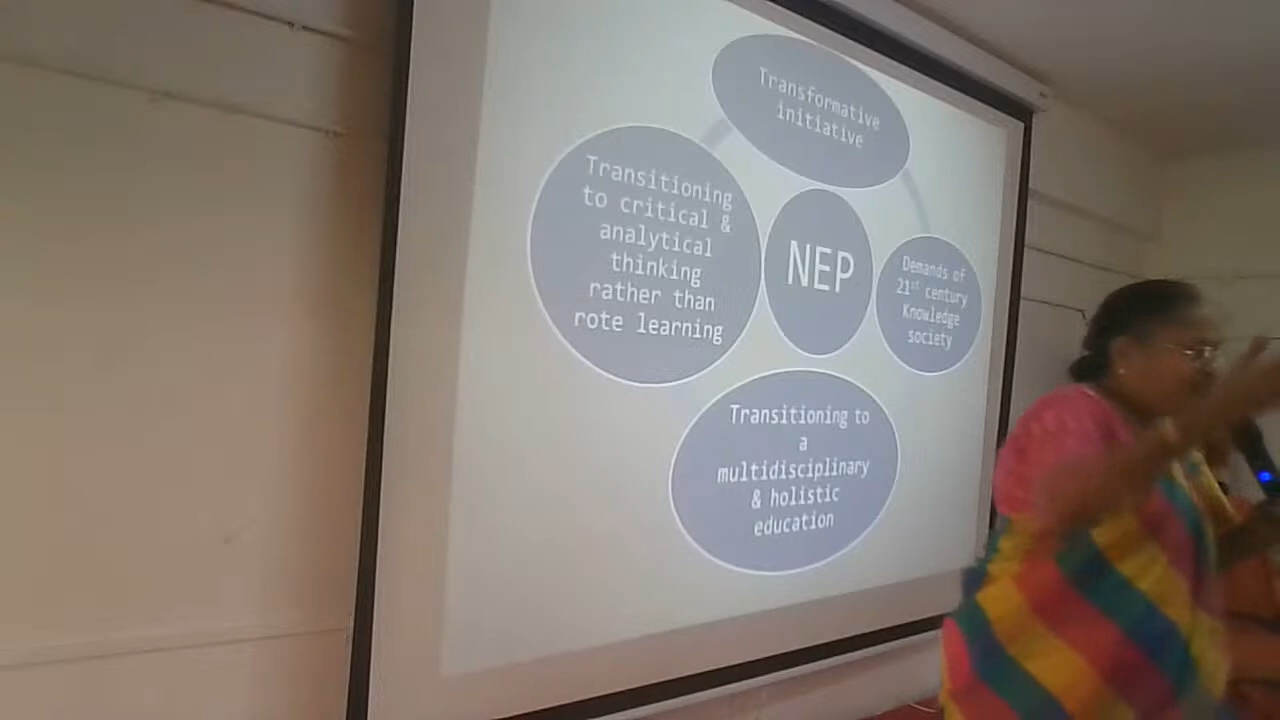 Transformative
initiative
Transitioning
to critical &
analytical
thinking
rather than
rote learning
NEP
Demands of
21st century
Knowledge
society
Transitioning to
a
multidisciplinary
& holistic
education